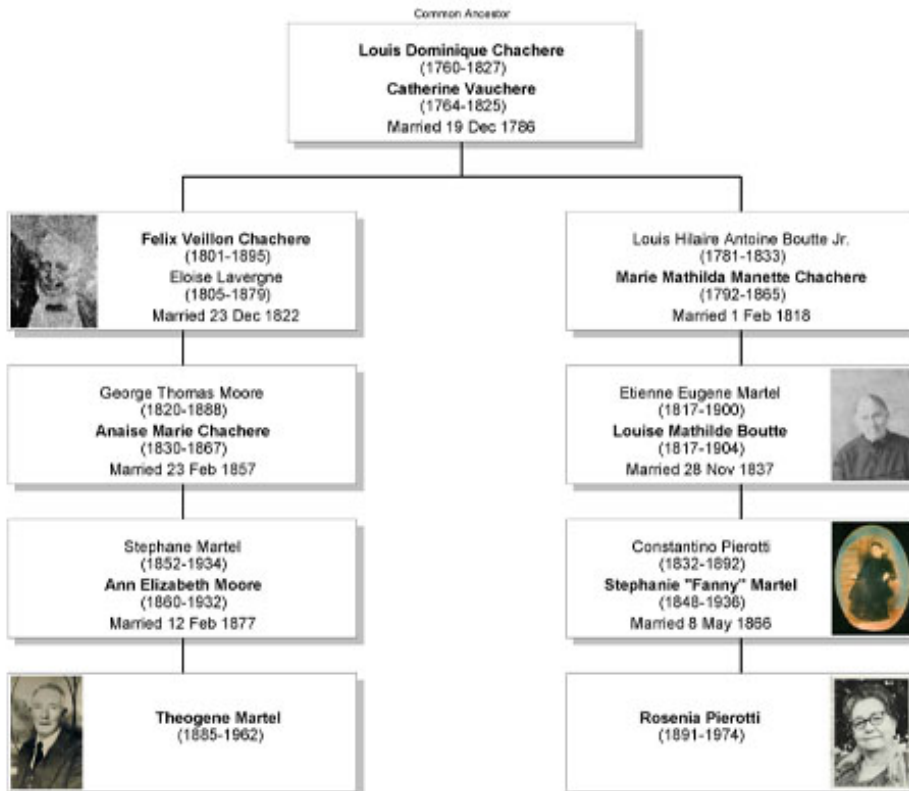 Common Ancestor
Louis Dominique Chachere
(1760-1827)
Catherine Vauchere
(1764-1825)
Married 19 Dec 1786
Felix Veillon Chachere
(1801-1895)
Eloise Lavergne
(1805-1879)
Married 23 Dec 1822
Louis Hilaire Antoine Boutte Jr.
(1781-1833)
Marie Mathilda Manette Chachere
(1792-1865)
Married 1 Feb 1818
George Thomas Moore
(1820-1888)
Anaise Marie Chachere
(1830-1867)
Married 23 Feb 1857
Etienne Eugene Martel
(1817-1900)
Louise Mathilde Boutte
(1817-1904)
Married 28 Nov 1837
Stephane Martel
(1852-1934)
Ann Elizabeth Moore
(1860-1932)
Married 12 Feb 1877
Constantino Pierotti
(1832-1892)
Stephanie "Fanny" Martel
(1848-1936)
Married 8 May 1866
Theogene Martel
(1885-1962)
Rosenia Pierotti
(1891-1974)